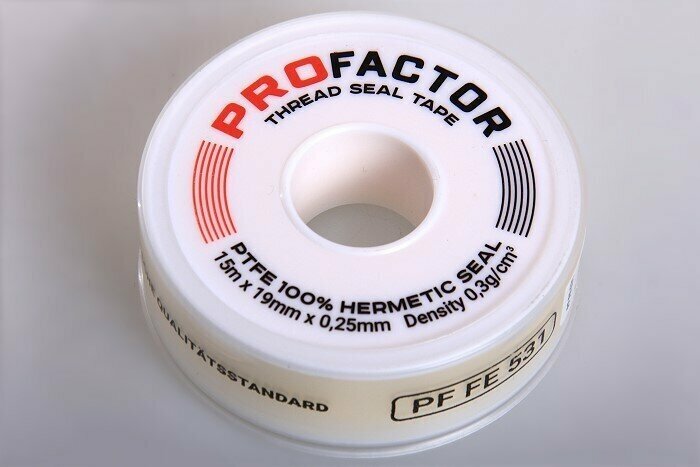 PROFACTOR
THREAD SEAL TAPE
PTFE 100% HERMETIC SEAL
15m x 19mm x 0,25mm Density 0,3g/cm³
QUALITÄTSSTANDARD
PF FE 531